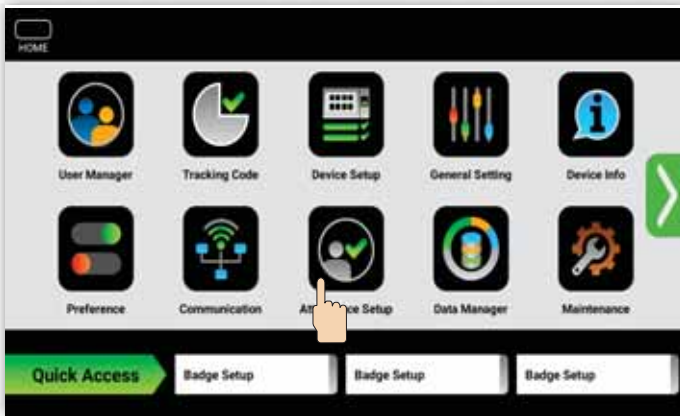 HOME
User Manager
Tracking Code
Device Setup
General Setting
Device Info
Preference
Communication
Setup
Data Manager
Maintenance
Quick Access
Badge Setup
Badge Setup
Badge Setup